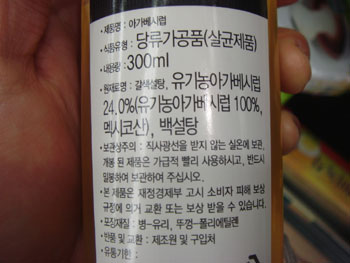 •제품명 : 아가베시럽
•식품유형 : 당류가공품(살균제품)
•내용량 : 300ml
•원재료명 : 갈색설탕, 유기농아가베시럽
24.0%(유기농아가베시럽 100%,
멕시코산), 백설탕
•보관상주의 : 직사광선을 받지 않는 실온에 보관.
개봉 된 제품은 가급적 빨리 사용하시고, 반드시
밀봉하여 보관하여 주십시오.
•본 제품은 재정경제부 고시 소비자 피해 보상
규정에 의거 교환 또는 보상 받을 수 있습니다.
•포장재질 : 병-유리, 뚜껑-폴리에틸렌
•반품 및 교환 : 제조원 및 구입처
•유통기한 :